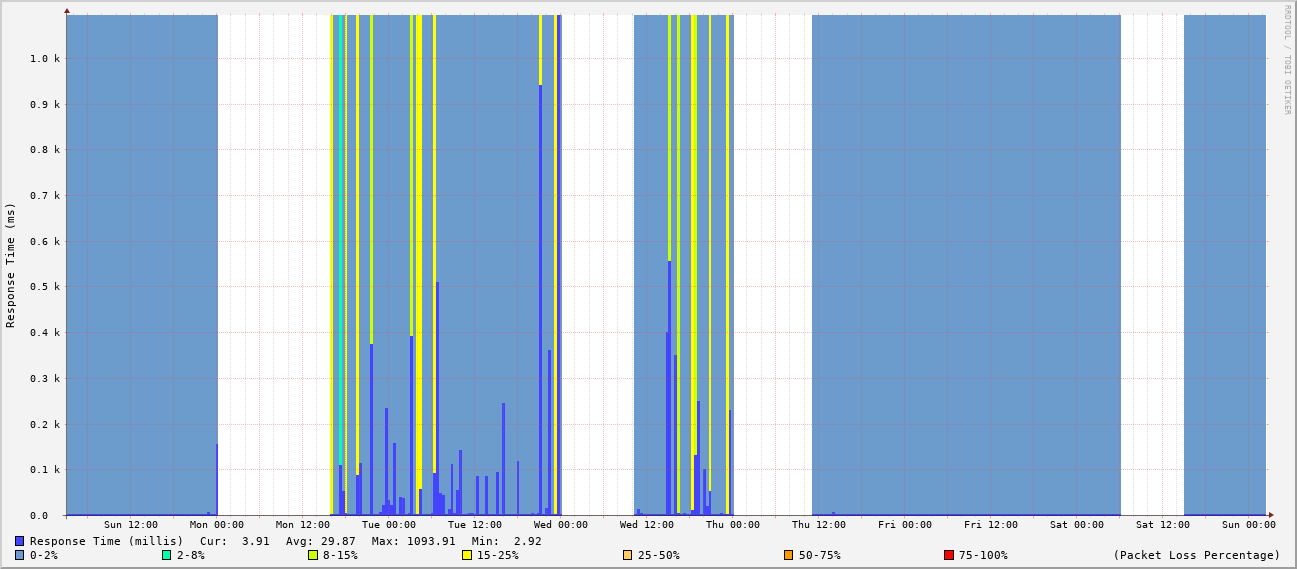 RRDTOOL / TOBI OETIKER
Response Time (ms)
1.0 k
0.9 k
0.8 k
0.7 k
0.6 k
0.5 k
0.4 k
0.3 k
0.2 k
0.1 k
0.0
Sun 12:00 Mon 00:00 Mon 12:00 Tue 00:00 Tue 12:00 Wed 00:00 Wed 12:00 Thu 00:00 Thu 12:00 Fri 00:00 Fri 12:00 Sat 00:00 Sat 12:00 Sun 00:00
Response Time (millis) Cur: 3.91 Avg: 29.87 Max: 1093.91 Min: 2.92
0-2% 2-8% 8-15% 15-25% 25-50% 50-75% 75-100% (Packet Loss Percentage)